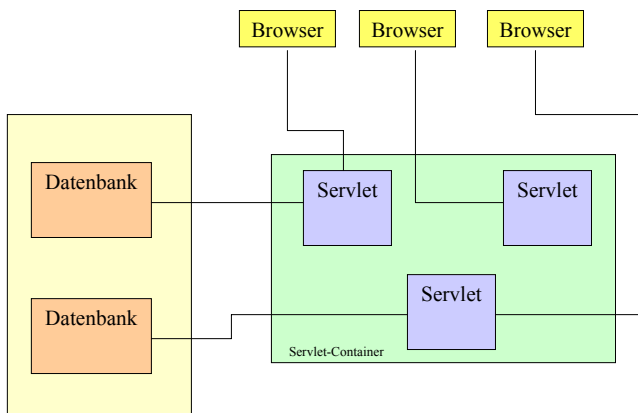 Browser
Browser
Browser
Datenbank
Servlet
Servlet
Servlet
Datenbank
Servlet-Container